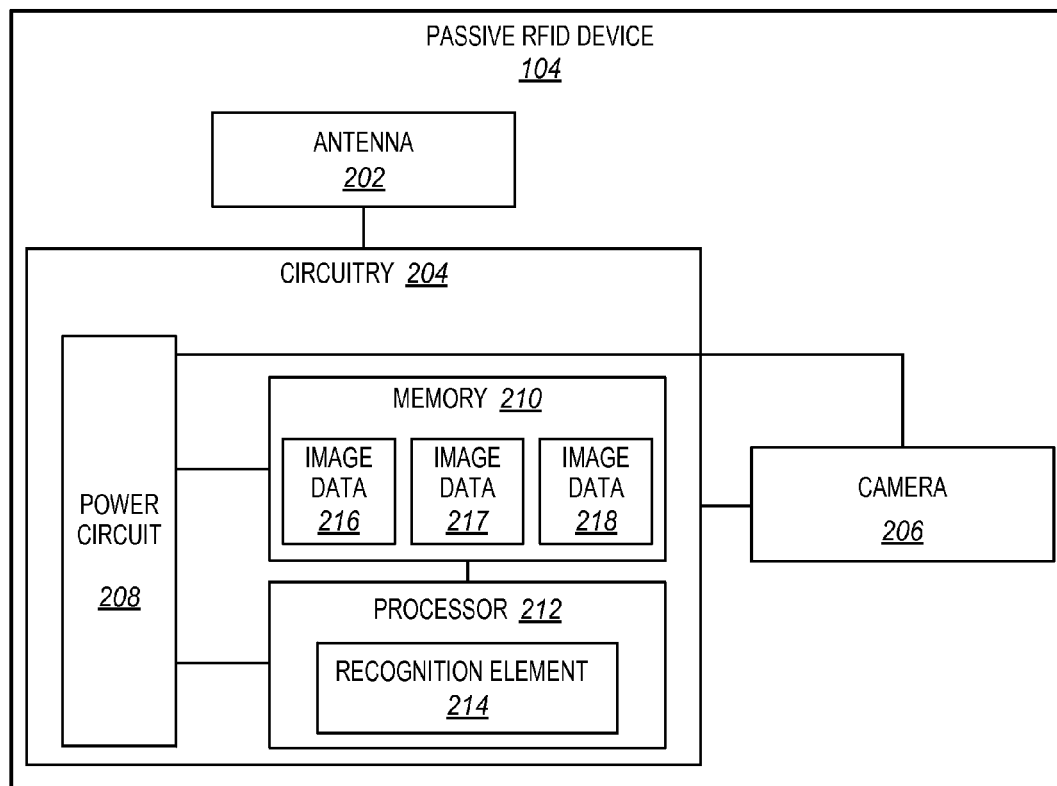 PASSIVE RFID DEVICE
104
ANTENNA
202
CIRCUITRY 204
MEMORY 210
IMAGE DATA 216
IMAGE DATA 217
IMAGE DATA 218
POWER CIRCUIT
208
PROCESSOR 212
RECOGNITION ELEMENT
214
CAMERA
206